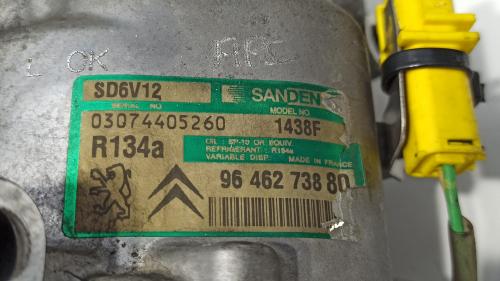 L OK
SD6V12
SERIAL NO
SANDEN
MODEL NO
03074405260
1438F
R134a
OIL : SP-10 OR EQUIV.
REFRIGERANT : R134a
VARIABLE DISP. MADE IN FRANCE
96 462 738 80